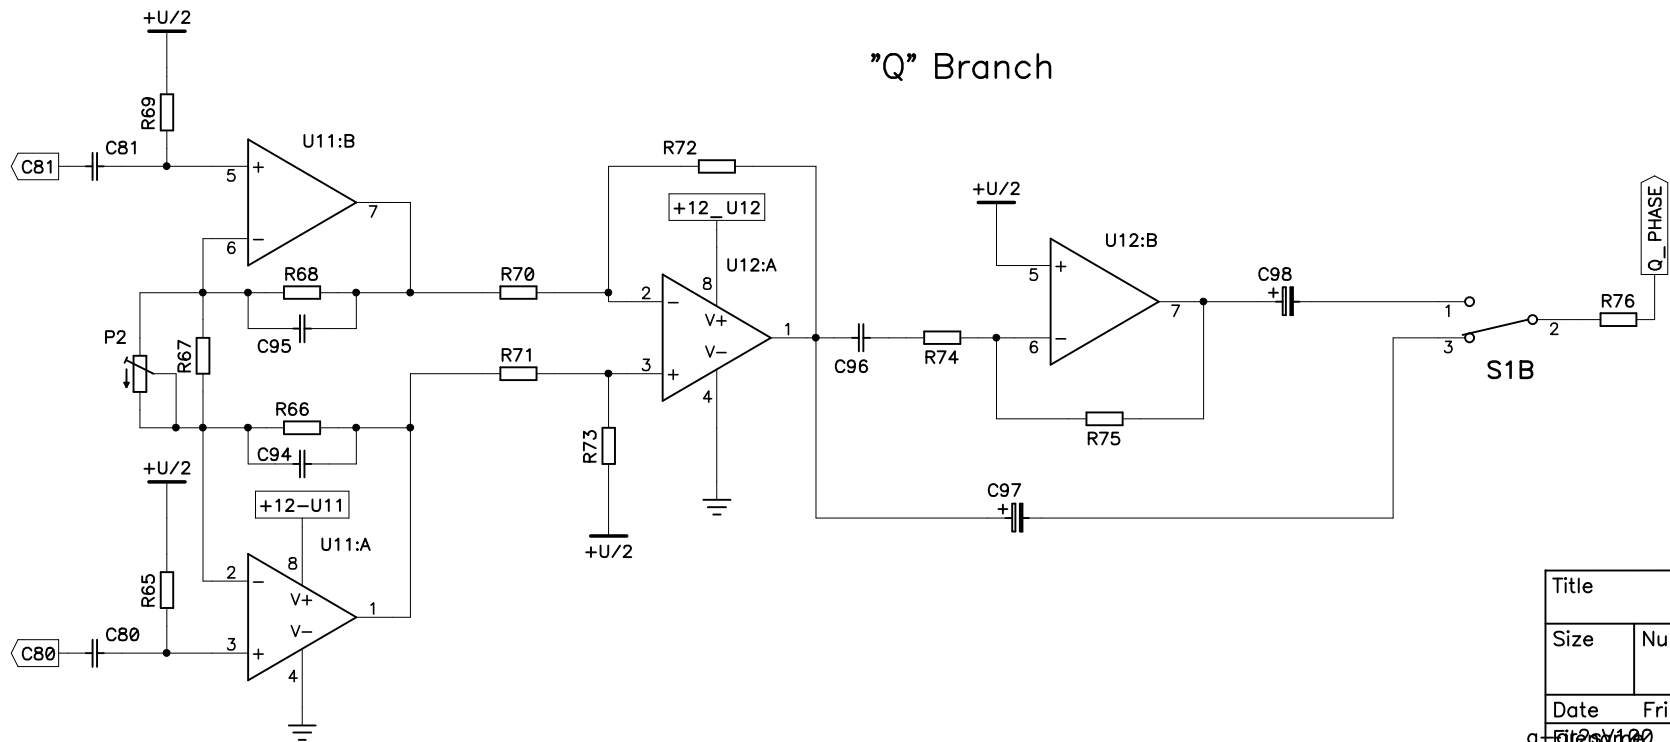 +U/2
"Q" Branch
R69
C81
C81
U11:B
+
5
7
6
−
R72
+12_U12
+U/2
U12:B
Q_PHASE
R68
R70
U12:A
8
2
−
V+
V−
1
3
+
4
5
+
7
6
−
C98
+
1
R76
2
3
S1B
P2
R67
C95
R71
C96
R74
R66
C94
R73
R75
+U/2
+12-U11
C97
+
+U/2
U11:A
R65
8
2
−
V+
V−
1
C80
C80
3
+
4
Title
Size
Nu
Date
Fri